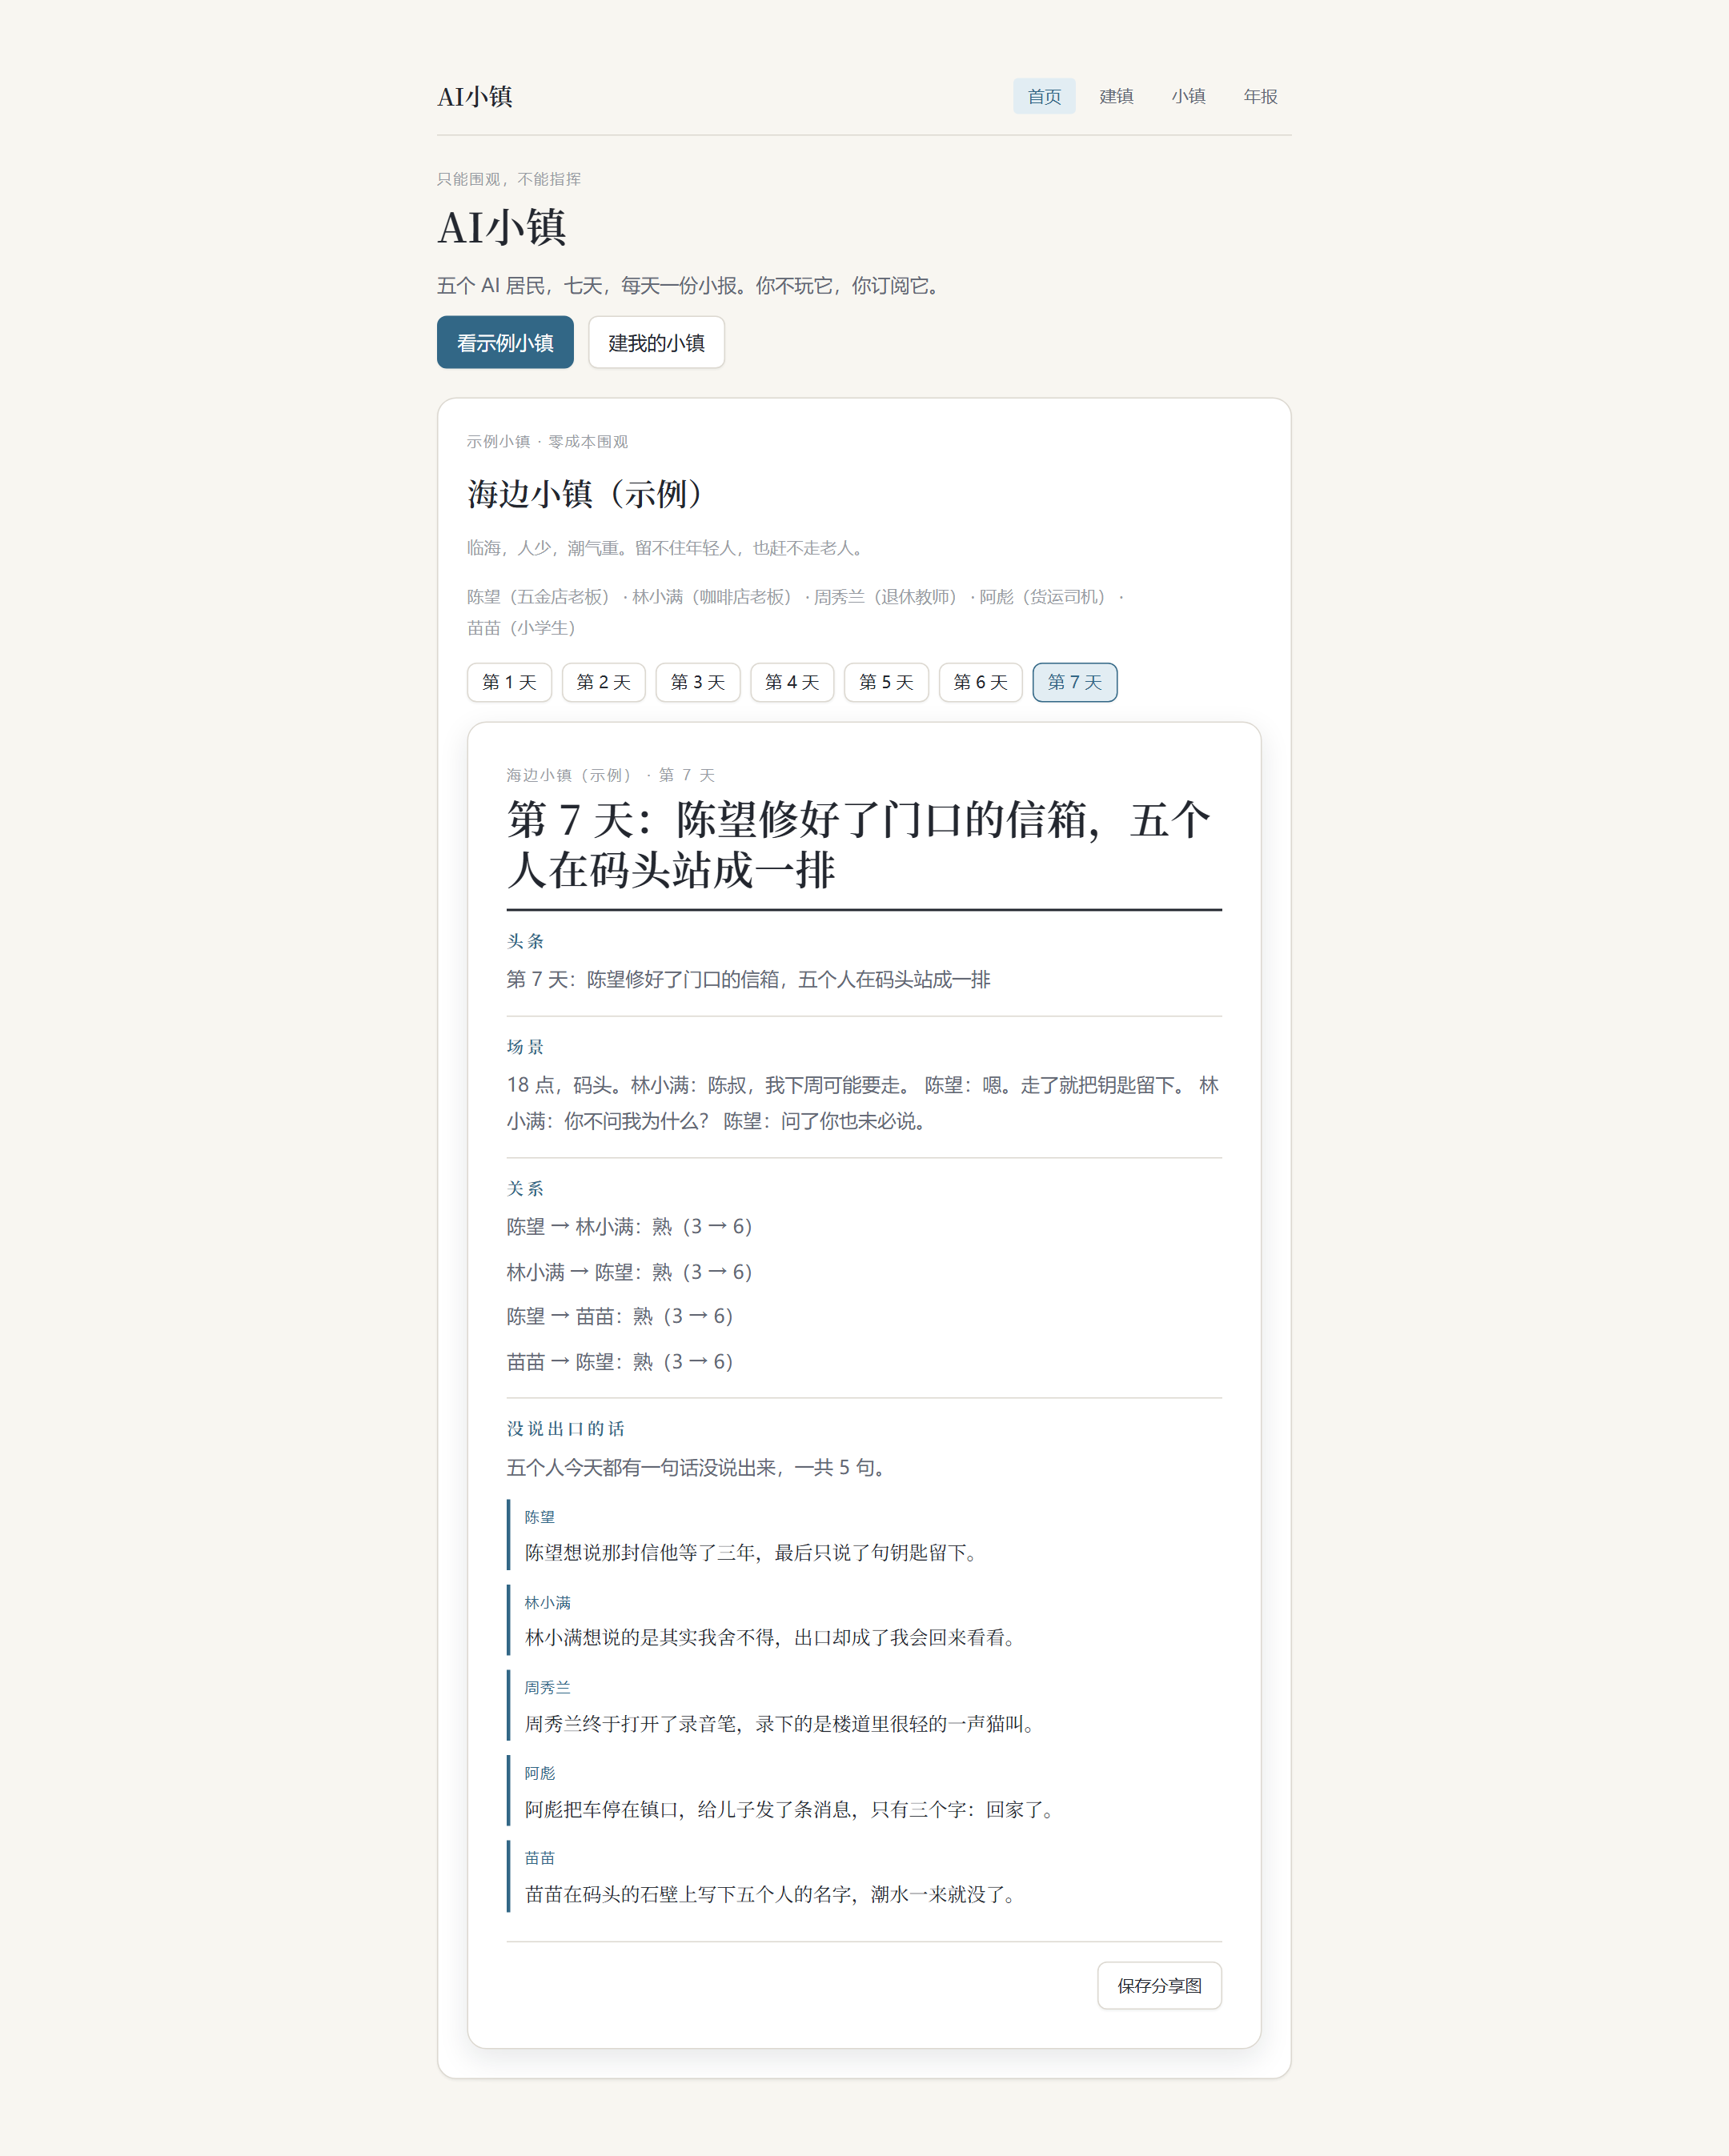 AI小镇
首页 建镇 小镇 年报
只能围观，不能指挥
AI小镇
五个 AI 居民，七天，每天一份小报。你不玩它，你订阅它。
看示例小镇 建我的小镇
示例小镇 · 零成本围观
海边小镇（示例）
临海，人少，潮气重。留不住年轻人，也赶不走老人。
陈望（五金店老板） · 林小满（咖啡店老板） · 周秀兰（退休教师） · 阿彪（货运司机） ·
苗苗（小学生）
第 1 天 第 2 天 第 3 天 第 4 天 第 5 天 第 6 天 第 7 天
海边小镇（示例） · 第 7 天
第 7 天：陈望修好了门口的信箱，五个
人在码头站成一排
头条
第 7 天：陈望修好了门口的信箱，五个人在码头站成一排
场景
18 点，码头。林小满：陈叔，我下周可能要走。 陈望：嗯。走了就把钥匙留下。 林
小满：你不问我为什么？ 陈望：问了你也未必说。
关系
陈望 → 林小满：熟（3 → 6）
林小满 → 陈望：熟（3 → 6）
陈望 → 苗苗：熟（3 → 6）
苗苗 → 陈望：熟（3 → 6）
没说出口的话
五个人今天都有一句话没说出来，一共 5 句。
陈望
陈望想说那封信他等了三年，最后只说了句钥匙留下。
林小满
林小满想说的是其实我舍不得，出口却成了我会回来看看。
周秀兰
周秀兰终于打开了录音笔，录下的是楼道里很轻的一声猫叫。
阿彪
阿彪把车停在镇口，给儿子发了条消息，只有三个字：回家了。
苗苗
苗苗在码头的石壁上写下五个人的名字，潮水一来就没了。
保存分享图